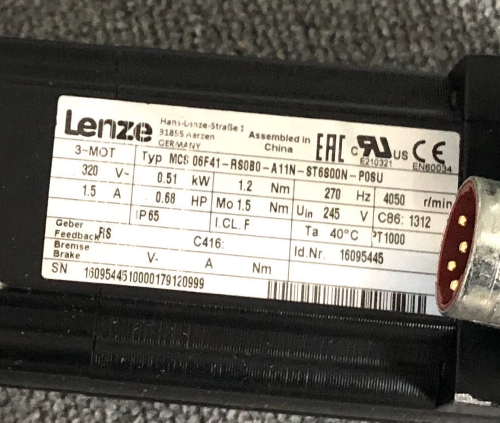 Lenze
Hans-Lenze-Straße 1
31855 Aerzen
GERMANY
Assembled in
China
EAC
c RU US
E210321
CE
EN60034
3~MOT Typ MCS 06F41-RS0B0-A11N-ST6S00N-P0SU
320 V~ 0.51 kW 1.2 Nm 270 Hz 4050 r/min
1.5 A 0.68 HP Mo 1.5 Nm Uin 245 V C86: 1312
IP65 I.CL. F Ta 40°C PT1000
Geber
Feedback RS C416: Id.Nr. 16095445
Bremse
Brake V- A Nm
SN 1609544510000179120999